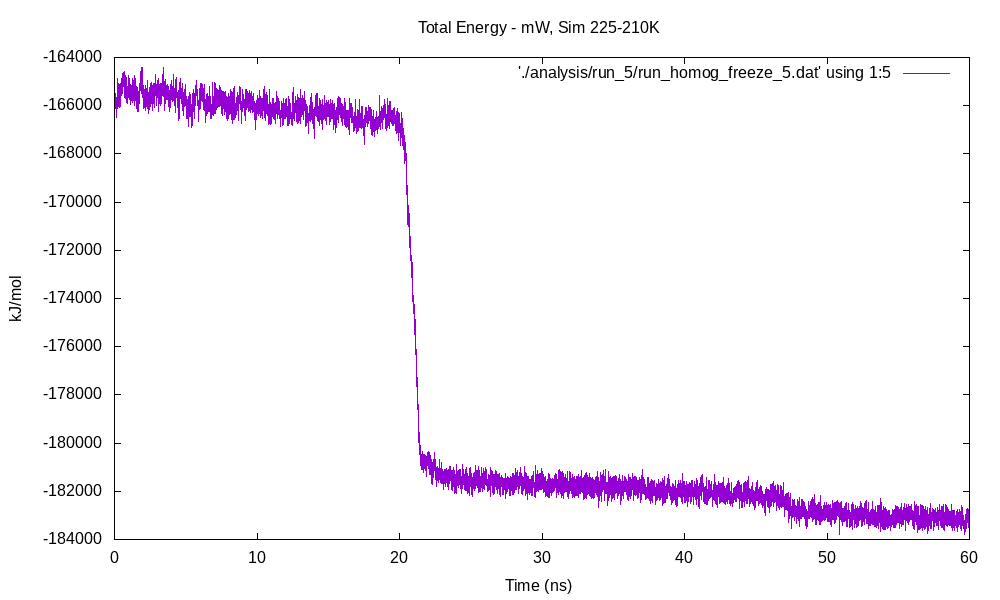 Total Energy - mW, Sim 225-210K
'./analysis/run_5/run_homog_freeze_5.dat' using 1:5
-164000
-166000
-168000
-170000
-172000
-174000
-176000
-178000
-180000
-182000
-184000
kJ/mol
0 10 20 30 40 50 60
Time (ns)